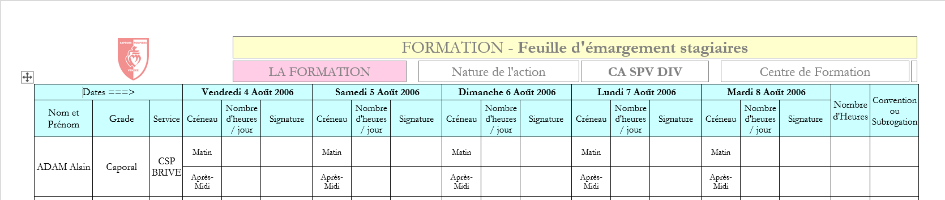 FORMATION - Feuille d'émargement stagiaires
LA FORMATION Nature de l'action CA SPV DIV Centre de Formation
Dates ===> Vendredi 4 Août 2006 Samedi 5 Août 2006 Dimanche 6 Août 2006 Lundi 7 Août 2006 Mardi 8 Août 2006 Nombre d'Heures Convention ou Subrogation
Nom et Prénom Grade Service Créneau Nombre d'heures / jour Signature Créneau Nombre d'heures / jour Signature Créneau Nombre d'heures / jour Signature Créneau Nombre d'heures / jour Signature Créneau Nombre d'heures / jour Signature
ADAM Alain Caporal CSP BRIVE
Matin Matin Matin Matin Matin
Après-Midi Après-Midi Après-Midi Après-Midi Après-Midi